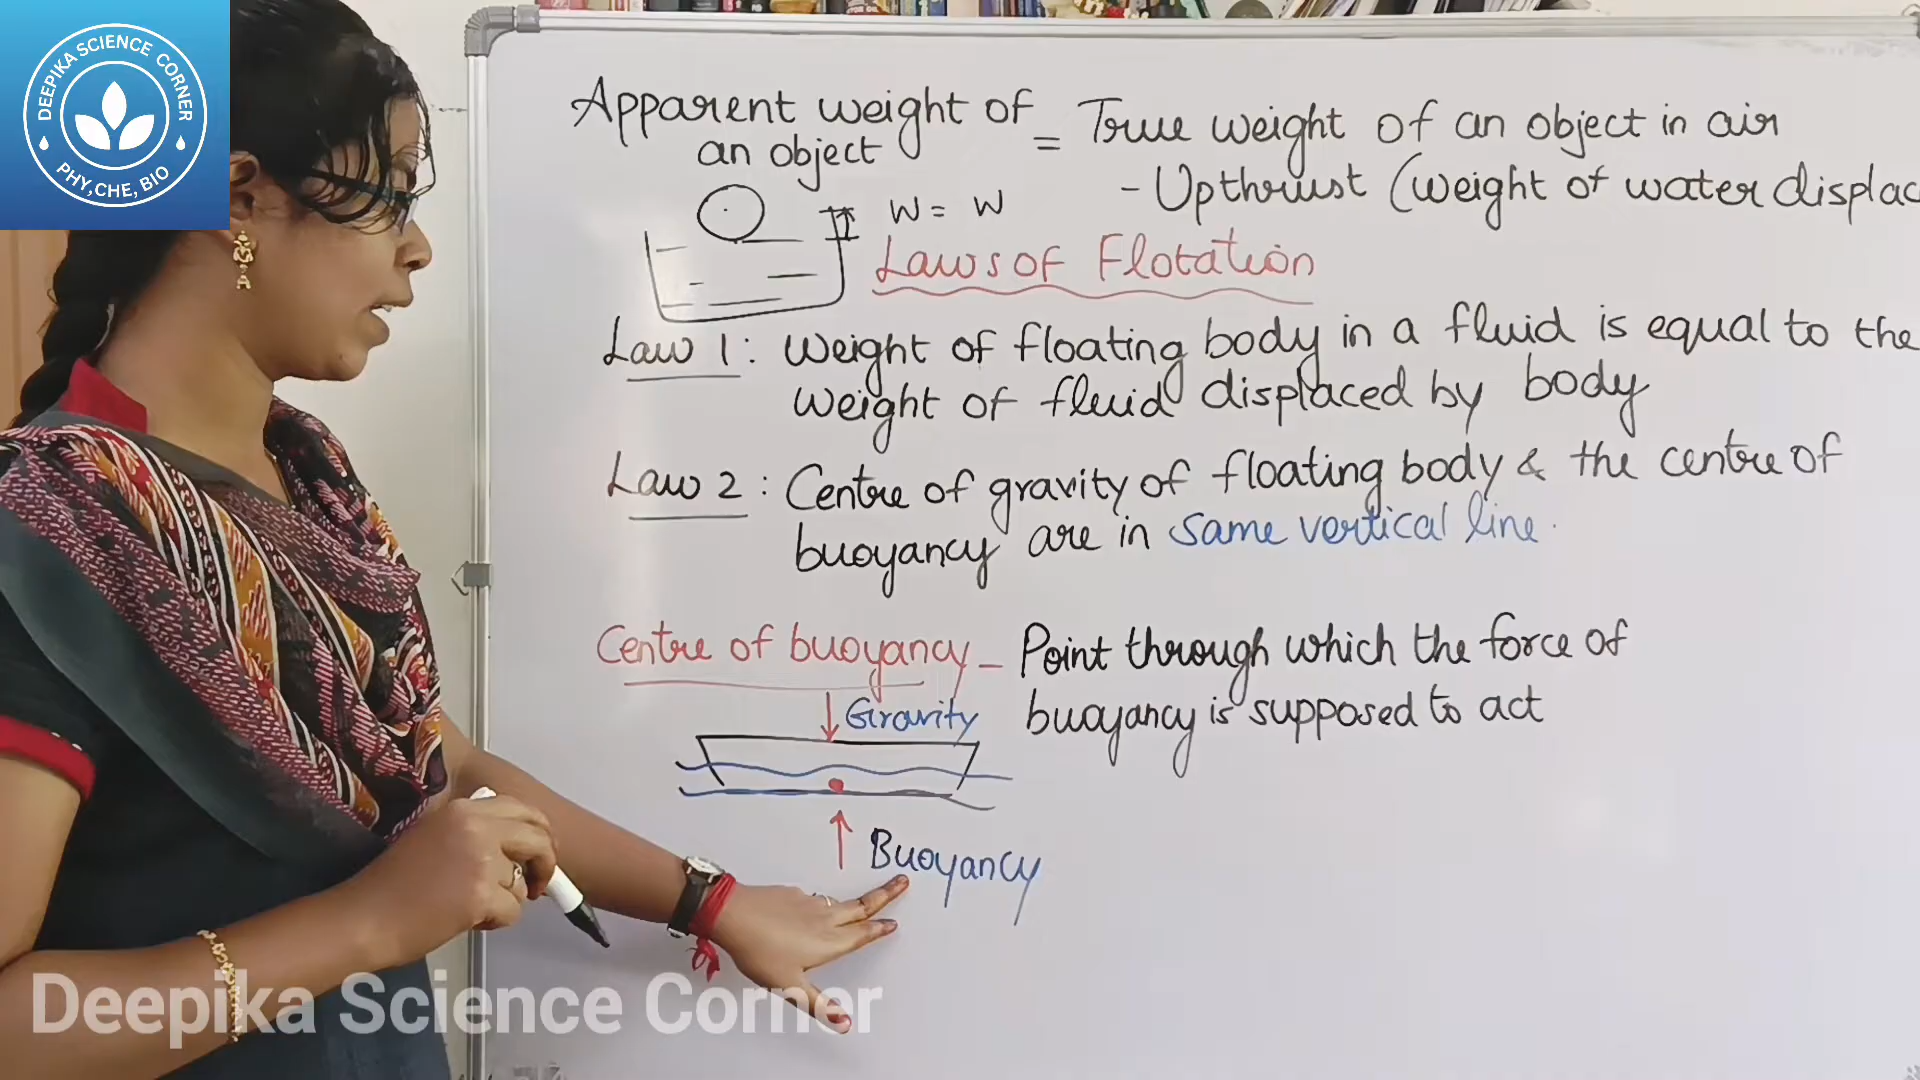 DEEPIKA SCIENCE CORNER
PHY, CHE, BIO
Apparent weight of
an object
= True weight of an object in air
- Upthrust (weight of water displac
W = W
Laws of Flotation
Law 1 : Weight of floating body in a fluid is equal to the
weight of fluid displaced by body
Law 2 : Centre of gravity of floating body & the centre of
buoyancy are in same vertical line.
Centre of buoyancy - Point through which the force of
buoyancy is supposed to act
Gravity
Buoyancy
Deepika Science Corner